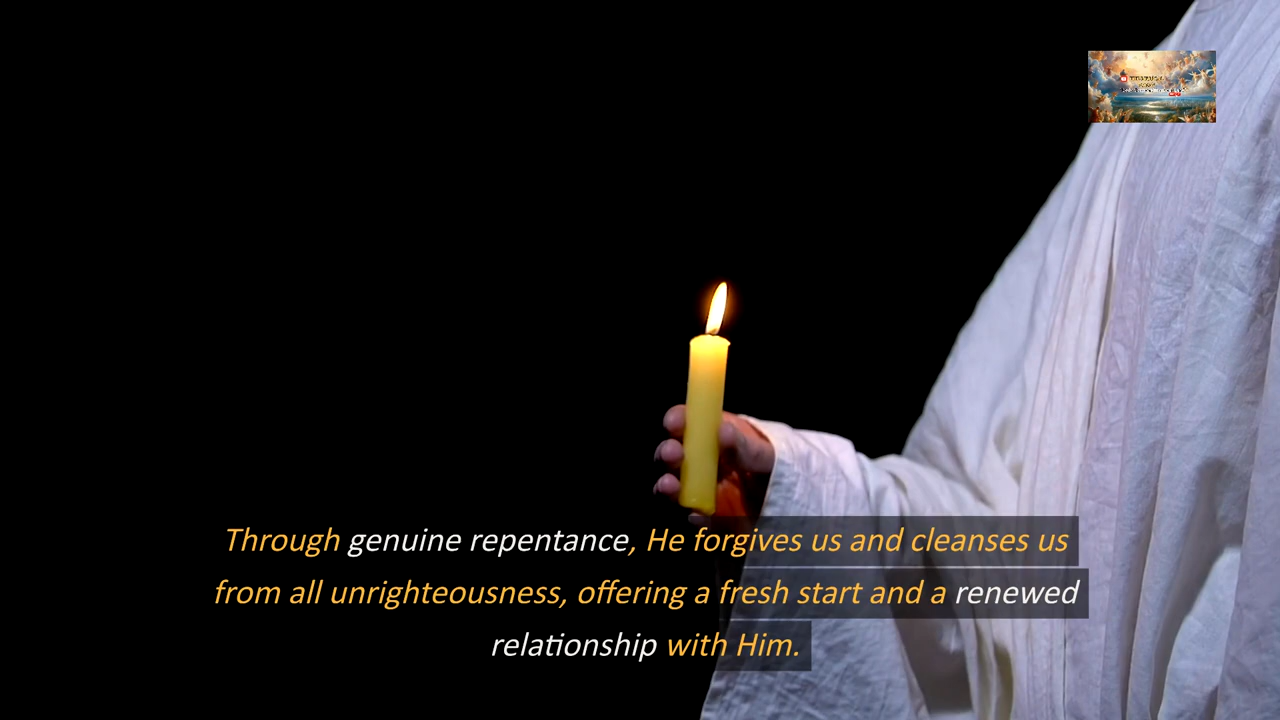 Through genuine repentance, He forgives us and cleanses us
from all unrighteousness, offering a fresh start and a renewed
relationship with Him.